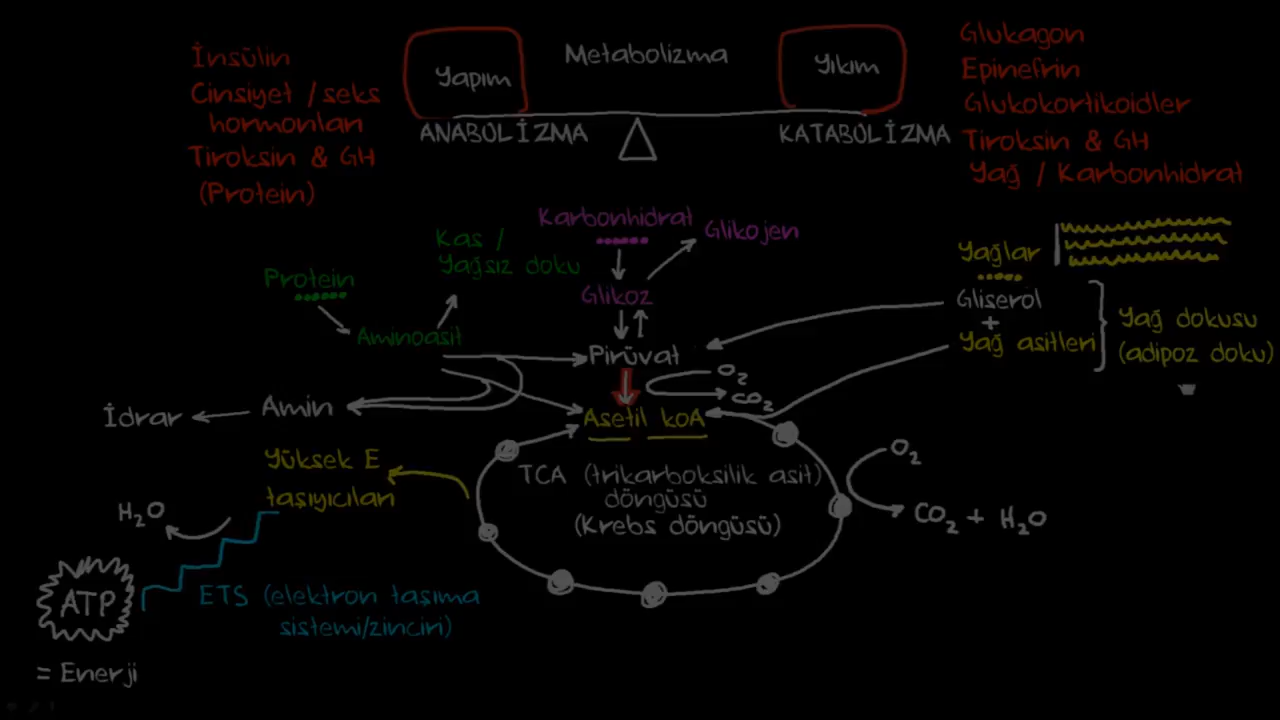 Metabolizma
İnsülin
Cinsiyet / seks
hormonları
Tiroksin & GH
(Protein)
Yapım
ANABOLİZMA
Yıkım
KATABOLİZMA
Glukagon
Epinefrin
Glukokortikoidler
Tiroksin & GH
Yağ / Karbonhidrat
Karbonhidrat
Glikojen
Kas /
Yağsız doku
Protein
Glikoz
Aminoasit
Yağlar
Gliserol
+
Yağ asitleri
Yağ dokusu
(adipoz doku)
Pirüvat
O2
CO2
Asetil koA
Amin
İdrar
Yüksek E
taşıyıcıları
TCA (trikarboksilik asit)
döngüsü
(Krebs döngüsü)
O2
CO2 + H2O
H2O
ATP
ETS (elektron taşıma
sistemi/zinciri)
= Enerji